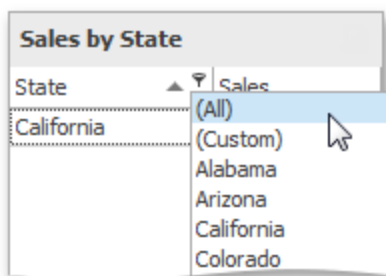 Sales by State
State Sales
California
(All)
(Custom)
Alabama
Arizona
California
Colorado